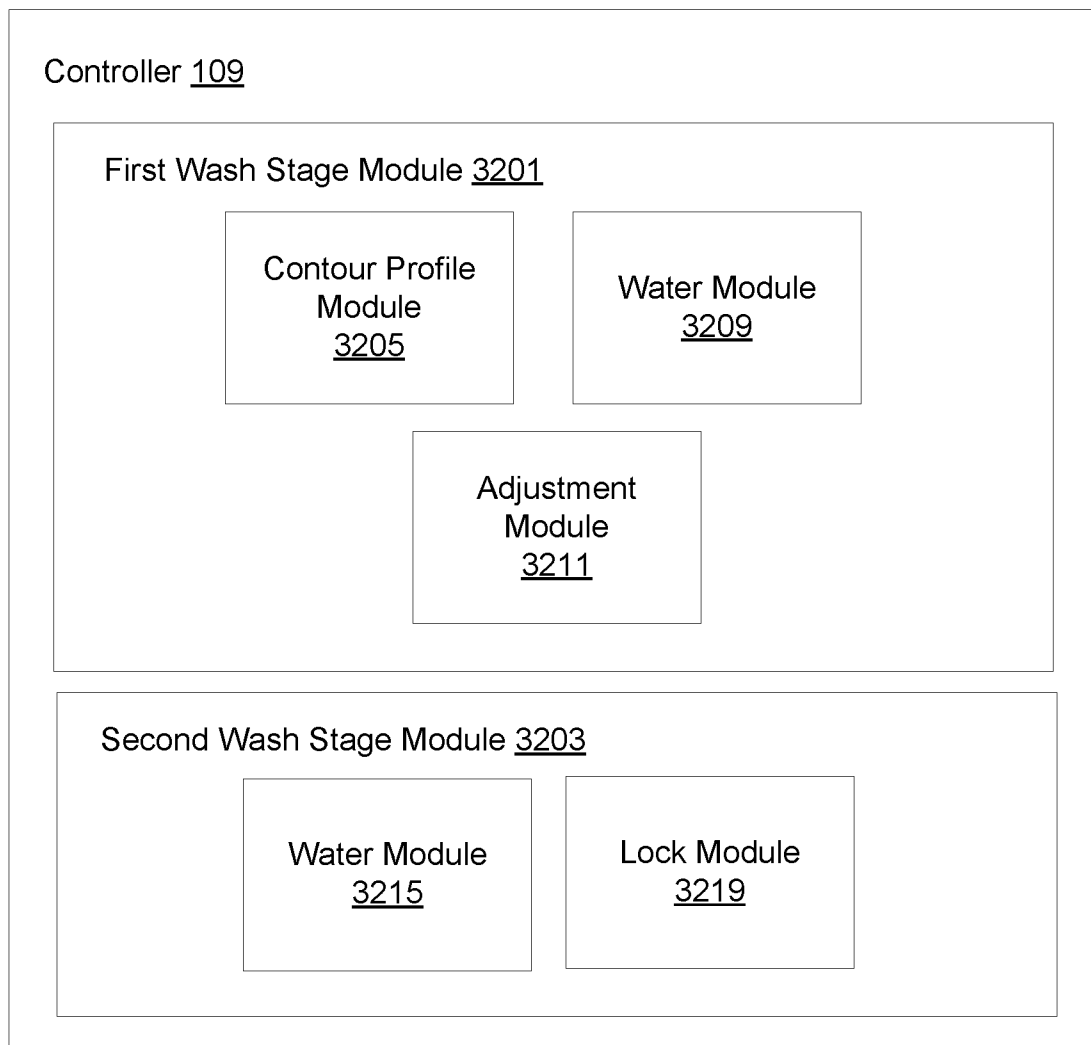 Controller 109
First Wash Stage Module 3201
Contour Profile
Module
3205
Water Module
3209
Adjustment
Module
3211
Second Wash Stage Module 3203
Water Module
3215
Lock Module
3219